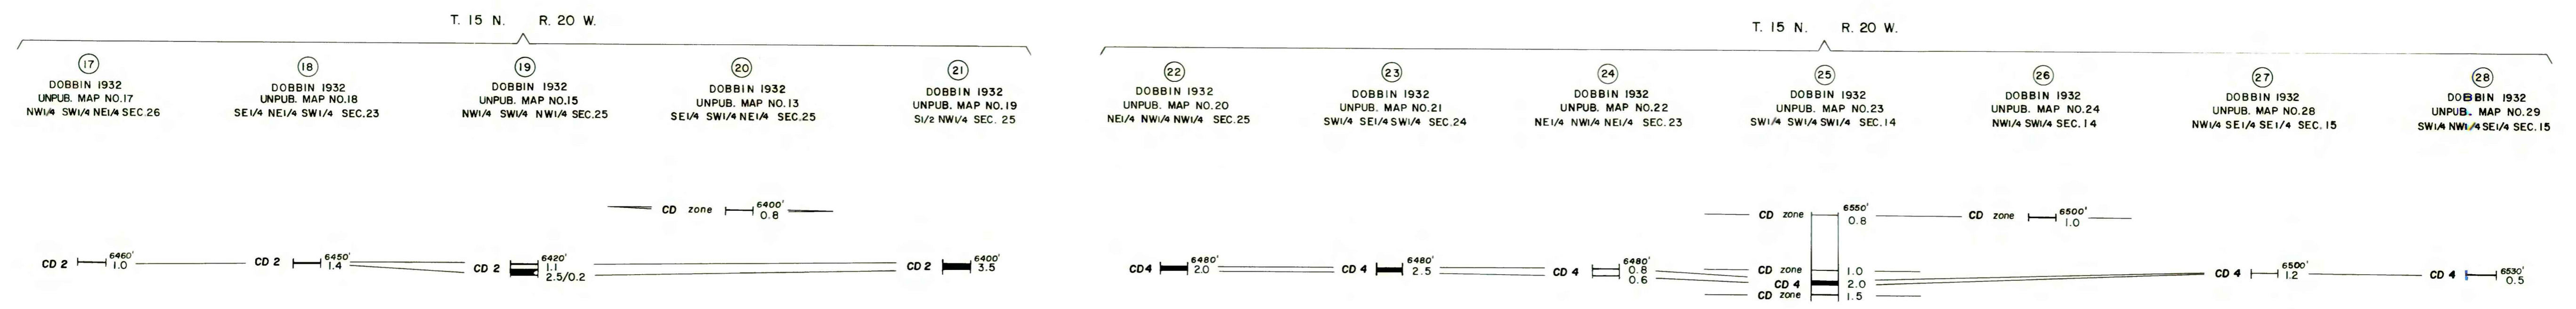 T. 15 N. R. 20 W.
17
DOBBIN 1932
UNPUB. MAP NO.17
NW1/4 SW1/4 NE1/4 SEC.26
CD 2
6460'
1.0
18
DOBBIN 1932
UNPUB. MAP NO.18
SE1/4 NE1/4 SW1/4 SEC.23
CD 2
6450'
1.4
19
DOBBIN 1932
UNPUB. MAP NO.15
NW1/4 SW1/4 NW1/4 SEC.25
CD 2
6420'
1.1
2.5/0.2
20
DOBBIN 1932
UNPUB. MAP NO.13
SE1/4 SW1/4 NE1/4 SEC.25
CD zone
6400'
0.8
21
DOBBIN 1932
UNPUB. MAP NO.19
S1/2 NW1/4 SEC. 25
CD 2
6400'
3.5
T. 15 N. R. 20 W.
22
DOBBIN 1932
UNPUB. MAP NO.20
NE1/4 NW1/4 NW1/4 SEC.25
CD 4
6480'
2.0
23
DOBBIN 1932
UNPUB. MAP NO.21
SW1/4 SE1/4 SW1/4 SEC.24
CD 4
6480'
2.5
24
DOBBIN 1932
UNPUB. MAP NO.22
NE1/4 NW1/4 NE1/4 SEC.23
CD 4
6480'
0.8
0.6
25
DOBBIN 1932
UNPUB. MAP NO.23
SW1/4 SW1/4 SW1/4 SEC.14
CD zone
6550'
0.8
CD zone
1.0
CD 4
2.0
CD zone
1.5
26
DOBBIN 1932
UNPUB. MAP NO.24
NW1/4 SW1/4 SEC.14
CD zone
6500'
1.0
27
DOBBIN 1932
UNPUB. MAP NO.28
NW1/4 SE1/4 SE1/4 SEC.15
CD 4
6500'
1.2
28
DOBBIN 1932
UNPUB. MAP NO.29
SW1/4 NW1/4 SE1/4 SEC.15
CD 4
6530'
0.5